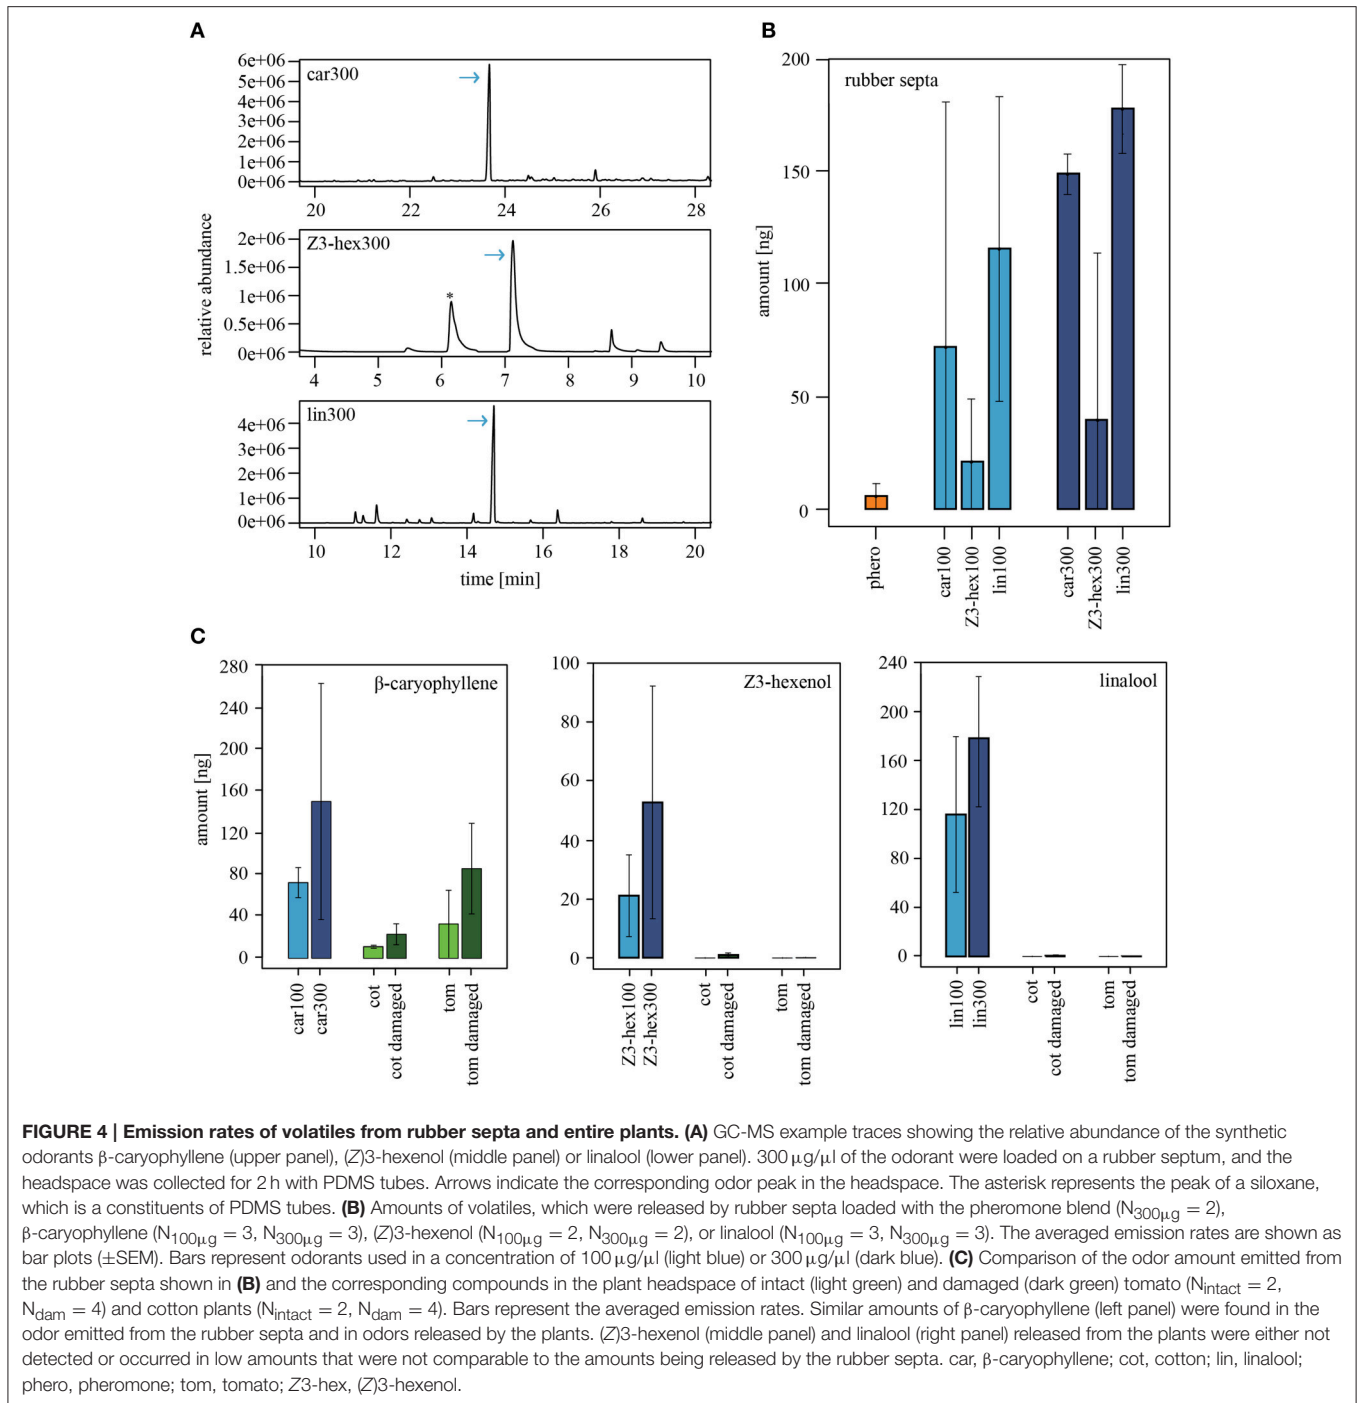 A
car300
6e+06
5e+06
4e+06
3e+06
2e+06
1e+06
0e+06
20 22 24 26 28
relative abundance
Z3-hex300
*
2e+06
1.5e+06
1e+06
0.5e+06
0e+06
4 5 6 7 8 9 10
lin300
4e+06
3e+06
2e+06
1e+06
0e+06
10 12 14 16 18 20
time [min]
B
rubber septa
200
150
100
50
0
amount [ng]
phero
car100
Z3-hex100
lin100
car300
Z3-hex300
lin300
C
β-caryophyllene
280
240
200
160
120
80
40
0
amount [ng]
car100
car300
cot
cot damaged
tom
tom damaged
Z3-hexenol
100
80
60
40
20
0
Z3-hex100
Z3-hex300
cot
cot damaged
tom
tom damaged
linalool
240
200
160
120
80
40
0
lin100
lin300
cot
cot damaged
tom
tom damaged
FIGURE 4 | Emission rates of volatiles from rubber septa and entire plants. (A) GC-MS example traces showing the relative abundance of the synthetic
odorants β-caryophyllene (upper panel), (Z)3-hexenol (middle panel) or linalool (lower panel). 300 μg/μl of the odorant were loaded on a rubber septum, and the
headspace was collected for 2 h with PDMS tubes. Arrows indicate the corresponding odor peak in the headspace. The asterisk represents the peak of a siloxane,
which is a constituents of PDMS tubes. (B) Amounts of volatiles, which were released by rubber septa loaded with the pheromone blend (N300μg = 2),
β-caryophyllene (N100μg = 3, N300μg = 3), (Z)3-hexenol (N100μg = 2, N300μg = 2), or linalool (N100μg = 3, N300μg = 3). The averaged emission rates are shown as
bar plots (±SEM). Bars represent odorants used in a concentration of 100 μg/μl (light blue) or 300 μg/μl (dark blue). (C) Comparison of the odor amount emitted from
the rubber septa shown in (B) and the corresponding compounds in the plant headspace of intact (light green) and damaged (dark green) tomato (Nintact = 2,
Ndam = 4) and cotton plants (Nintact = 2, Ndam = 4). Bars represent the averaged emission rates. Similar amounts of β-caryophyllene (left panel) were found in the
odor emitted from the rubber septa and in odors released by the plants. (Z)3-hexenol (middle panel) and linalool (right panel) released from the plants were either not
detected or occurred in low amounts that were not comparable to the amounts being released by the rubber septa. car, β-caryophyllene; cot, cotton; lin, linalool;
phero, pheromone; tom, tomato; Z3-hex, (Z)3-hexenol.